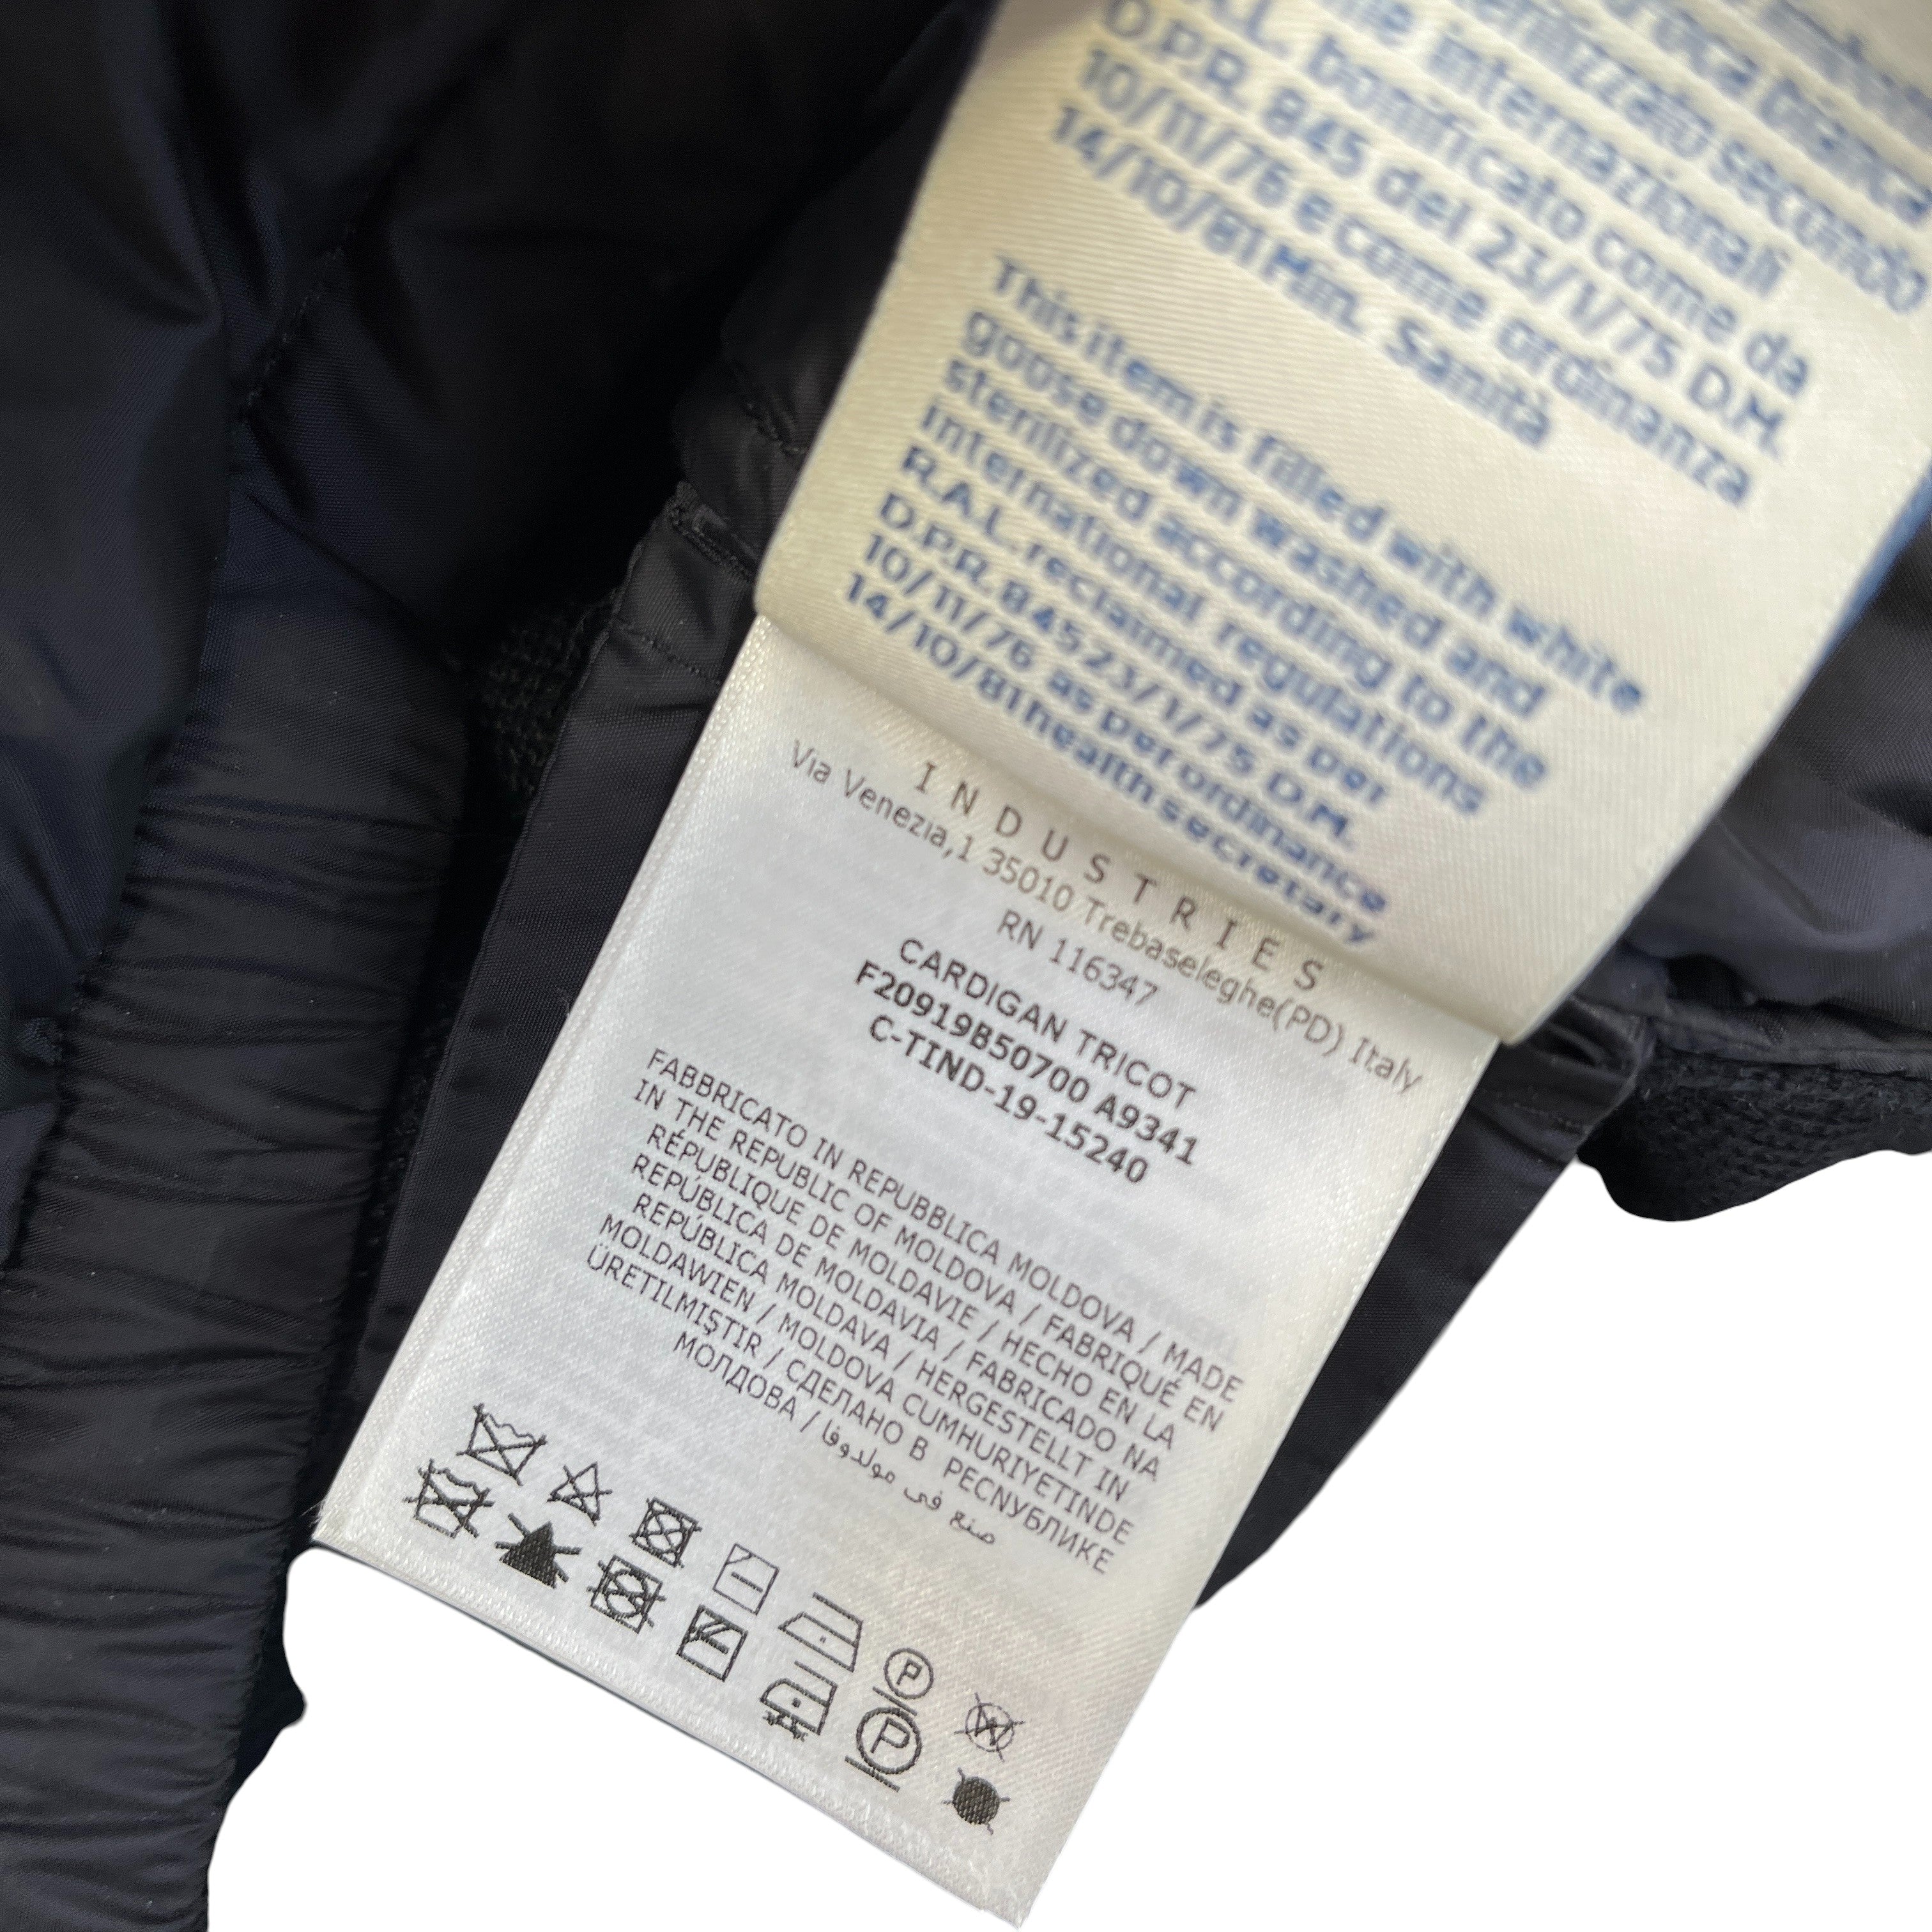 sterilizzato secondo
internazionali
R.A.L. bonificato come da
D.P.R. 845 del 23/1/75 D.M.
10/11/76 e come ordinanza
14/10/81 Min. Sanità
This item is filled with white
goose down washed and
sterilized according to the
international regulations
R.A.L. reclaimed as per
D.P.R. 845 23/1/75 D.M.
10/11/76 as per ordinance
14/10/81 health secretary
INDUSTRIES
Via Venezia,1 35010 Trebaseleghe(PD) Italy
RN 116347
CARDIGAN TRICOT
F20919B50700 A9341
C-TIND-19-15240
FABBRICATO IN REPUBBLICA MOLDOVA / MADE
IN THE REPUBLIC OF MOLDOVA / FABRIQUÉ EN
RÉPUBLIQUE DE MOLDAVIE / HECHO EN LA
REPÚBLICA DE MOLDAVIA / FABRICADO NA
REPÚBLICA MOLDAVA / HERGESTELLT IN
MOLDAWIEN / MOLDOVA CUMHURIYETINDE
ÜRETILMIŞTIR / СДЕЛАНО В РЕСПУБЛИКЕ
МОЛДОВА / صنع في مولدوفا
P W
P